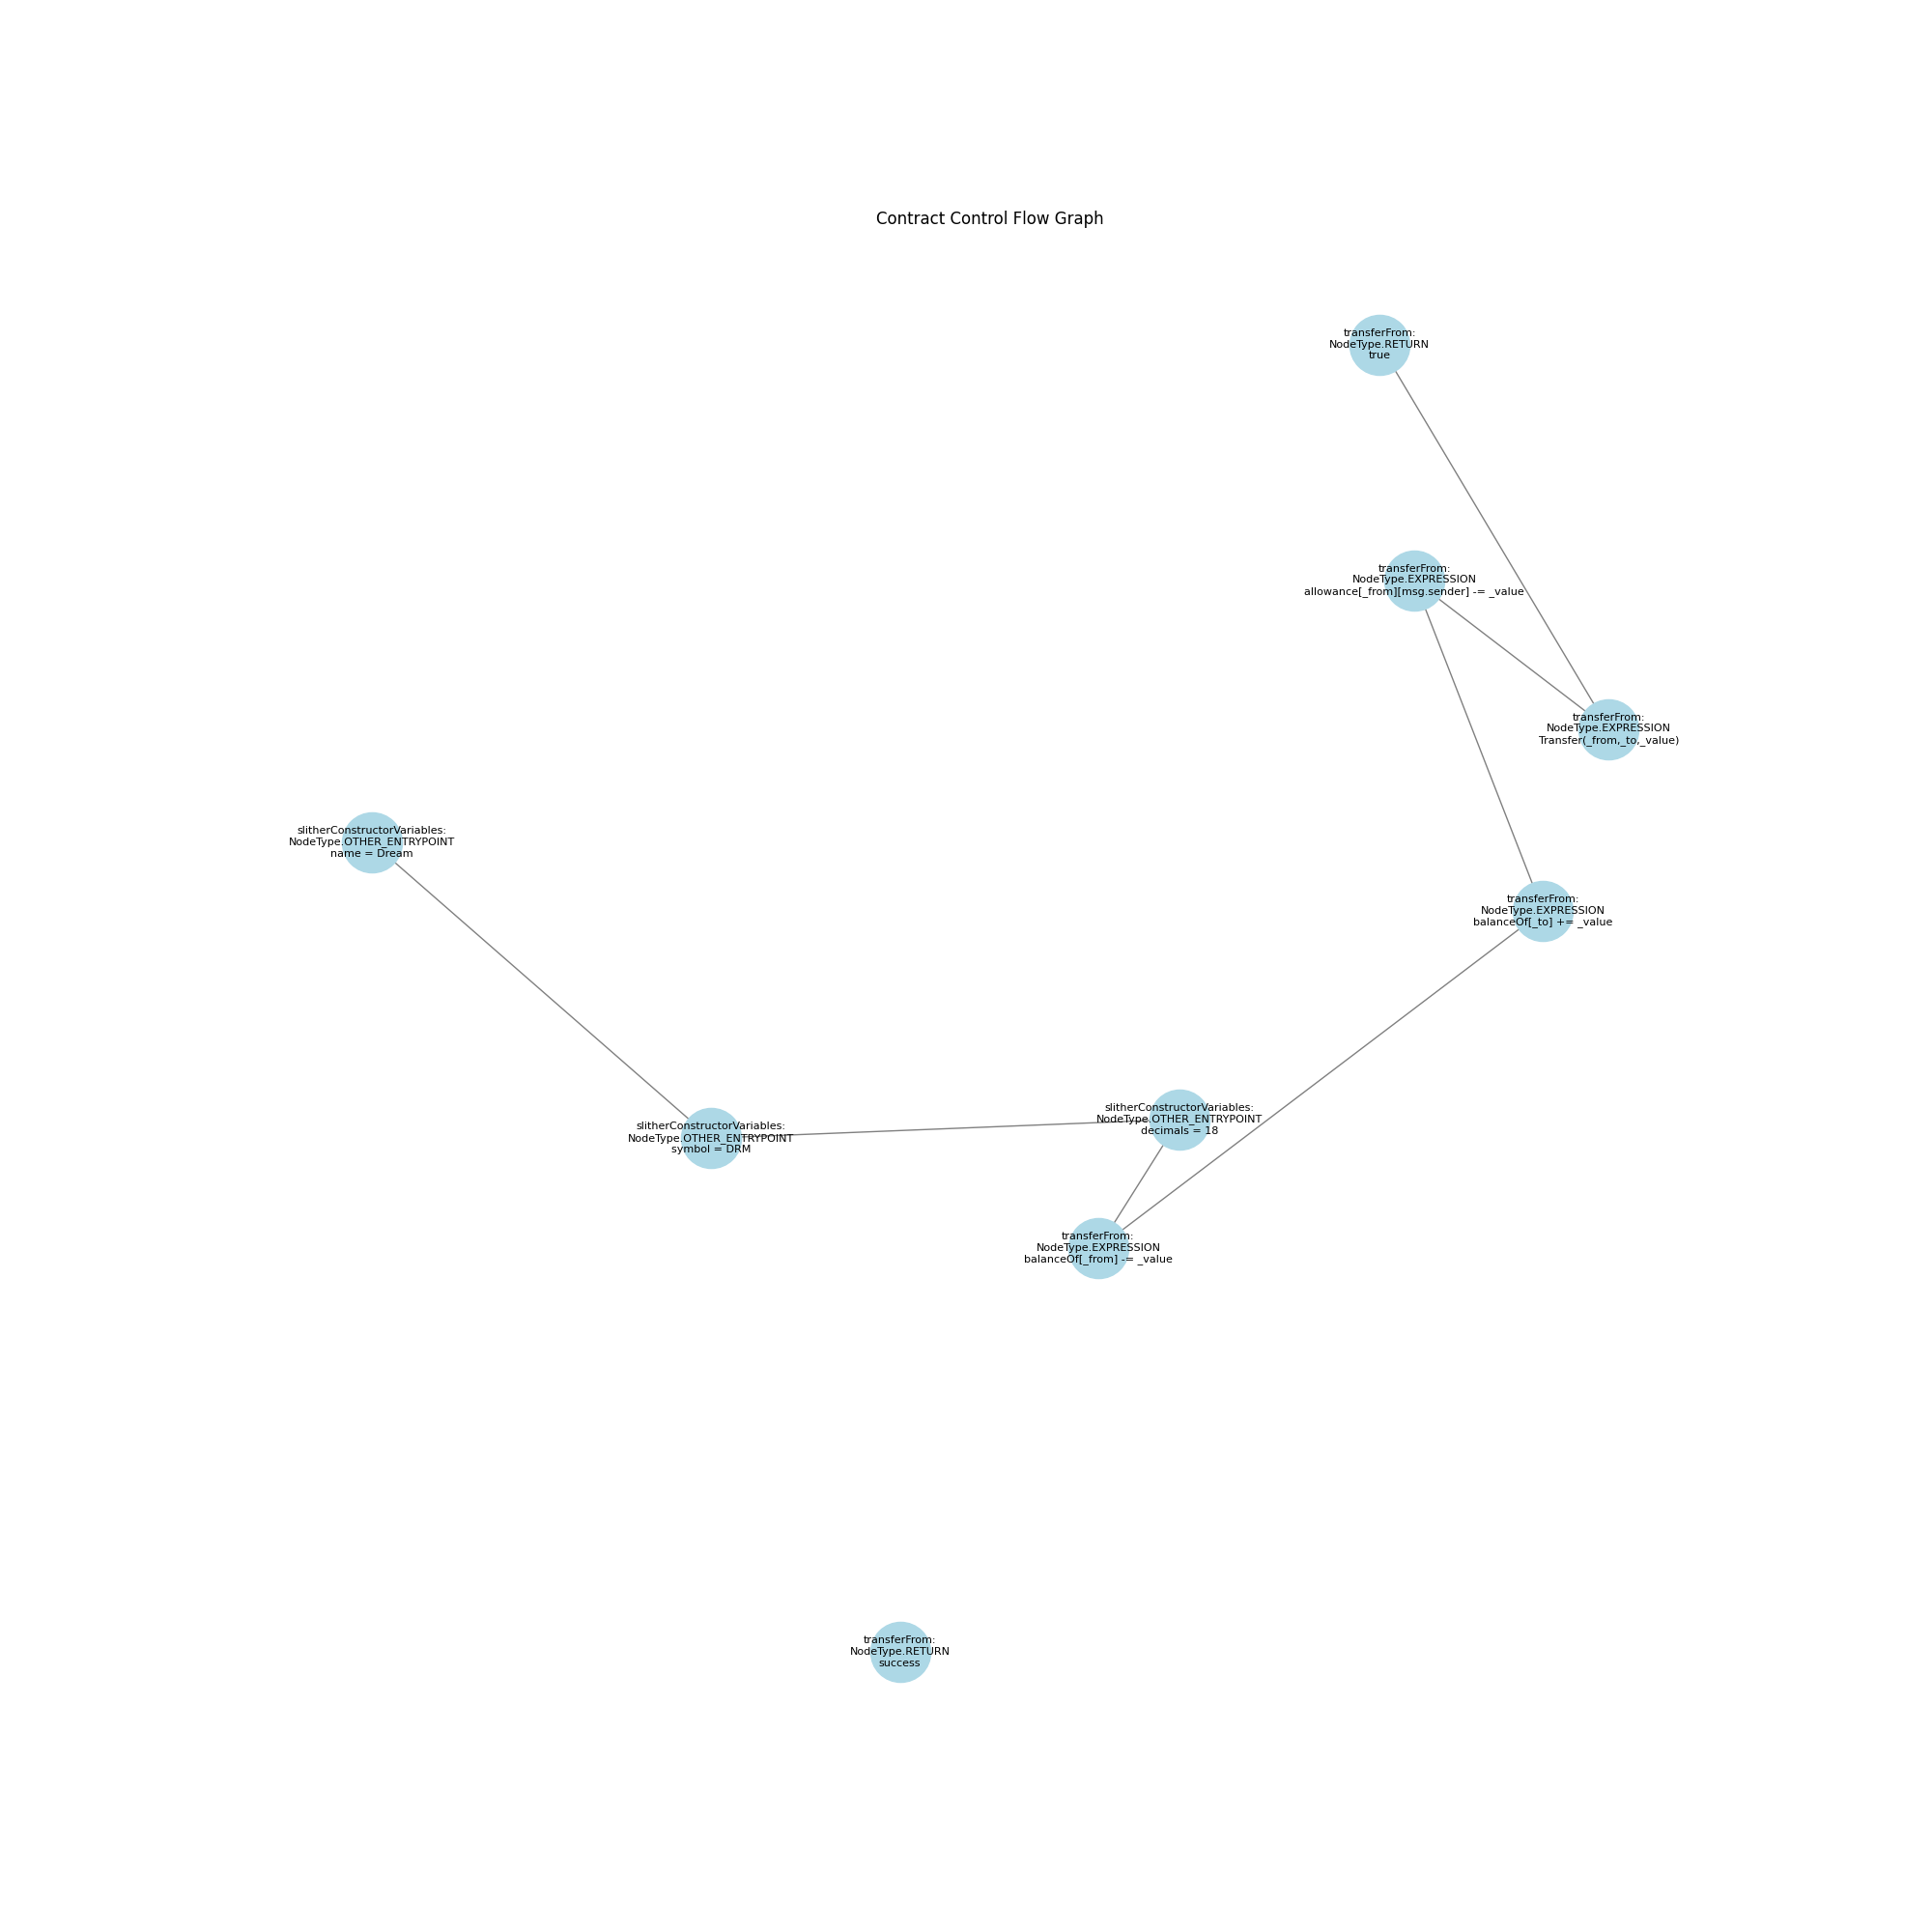 Contract Control Flow Graph
transferFrom:
NodeType.RETURN
true
transferFrom:
NodeType.EXPRESSION
allowance[_from][msg.sender] -= _value
transferFrom:
NodeType.EXPRESSION
Transfer(_from,_to,_value)
slitherConstructorVariables:
NodeType.OTHER_ENTRYPOINT
name = Dream
transferFrom:
NodeType.EXPRESSION
balanceOf[_to] += _value
slitherConstructorVariables:
NodeType.OTHER_ENTRYPOINT
decimals = 18
slitherConstructorVariables:
NodeType.OTHER_ENTRYPOINT
symbol = DRM
transferFrom:
NodeType.EXPRESSION
balanceOf[_from] -= _value
transferFrom:
NodeType.RETURN
success